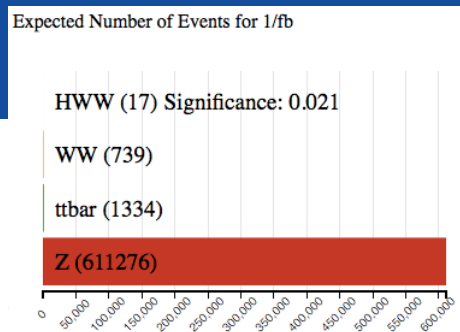 Expected Number of Events for 1/fb
HWW (17) Significance: 0.021
WW (739)
ttbar (1334)
Z (611276)
0 50,000 100,000 150,000 200,000 250,000 300,000 350,000 400,000 450,000 500,000 550,000 600,000